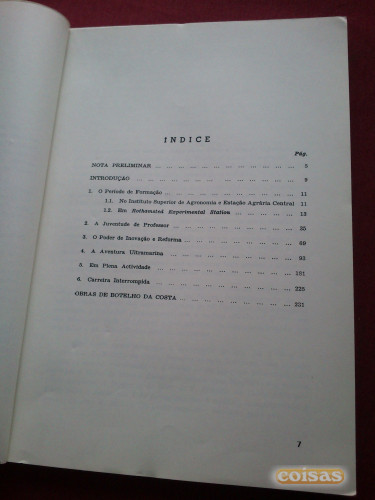 INDICE
Pág.
NOTA PRELIMINAR ... ... ... ... ... ... ... ... 5
INTRODUÇÃO ... ... ... ... ... ... ... ... ... 9
1. O Período de Formação ... ... ... ... ... ... ... 11
1.1. No Instituto Superior de Agronomia e Estação Agrária Central 11
1.2. Em Rothamsted Experimental Station ... ... ... ... 13
2. A Juventude de Professor ... ... ... ... ... ... 35
3. O Poder de Inovação e Reforma ... ... ... ... ... 69
4. A Aventura Ultramarina ... ... ... ... ... ... ... 93
5. Em Plena Actividade ... ... ... ... ... ... ... 121
6. Carreira Interrompida ... ... ... ... ... ... ... 225
OBRAS DE BOTELHO DA COSTA ... ... ... ... ... ... 231
7
coisas